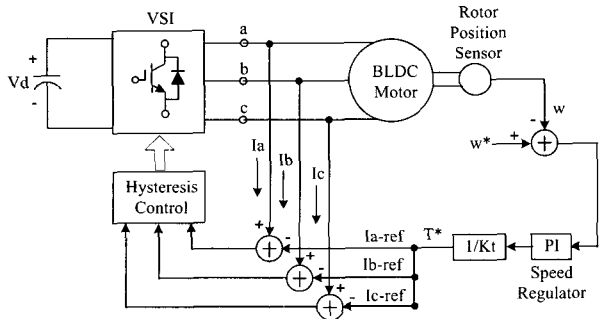 VSI
Rotor
Position
Sensor
a
+
Vd
-
b
BLDC
Motor
c
w
-
w*
+
Ia
Ib
Ic
Hysteresis
Control
+
-
Ia-ref
T*
1/Kt
PI
+
-
Ib-ref
Speed
Regulator
+
-
Ic-ref